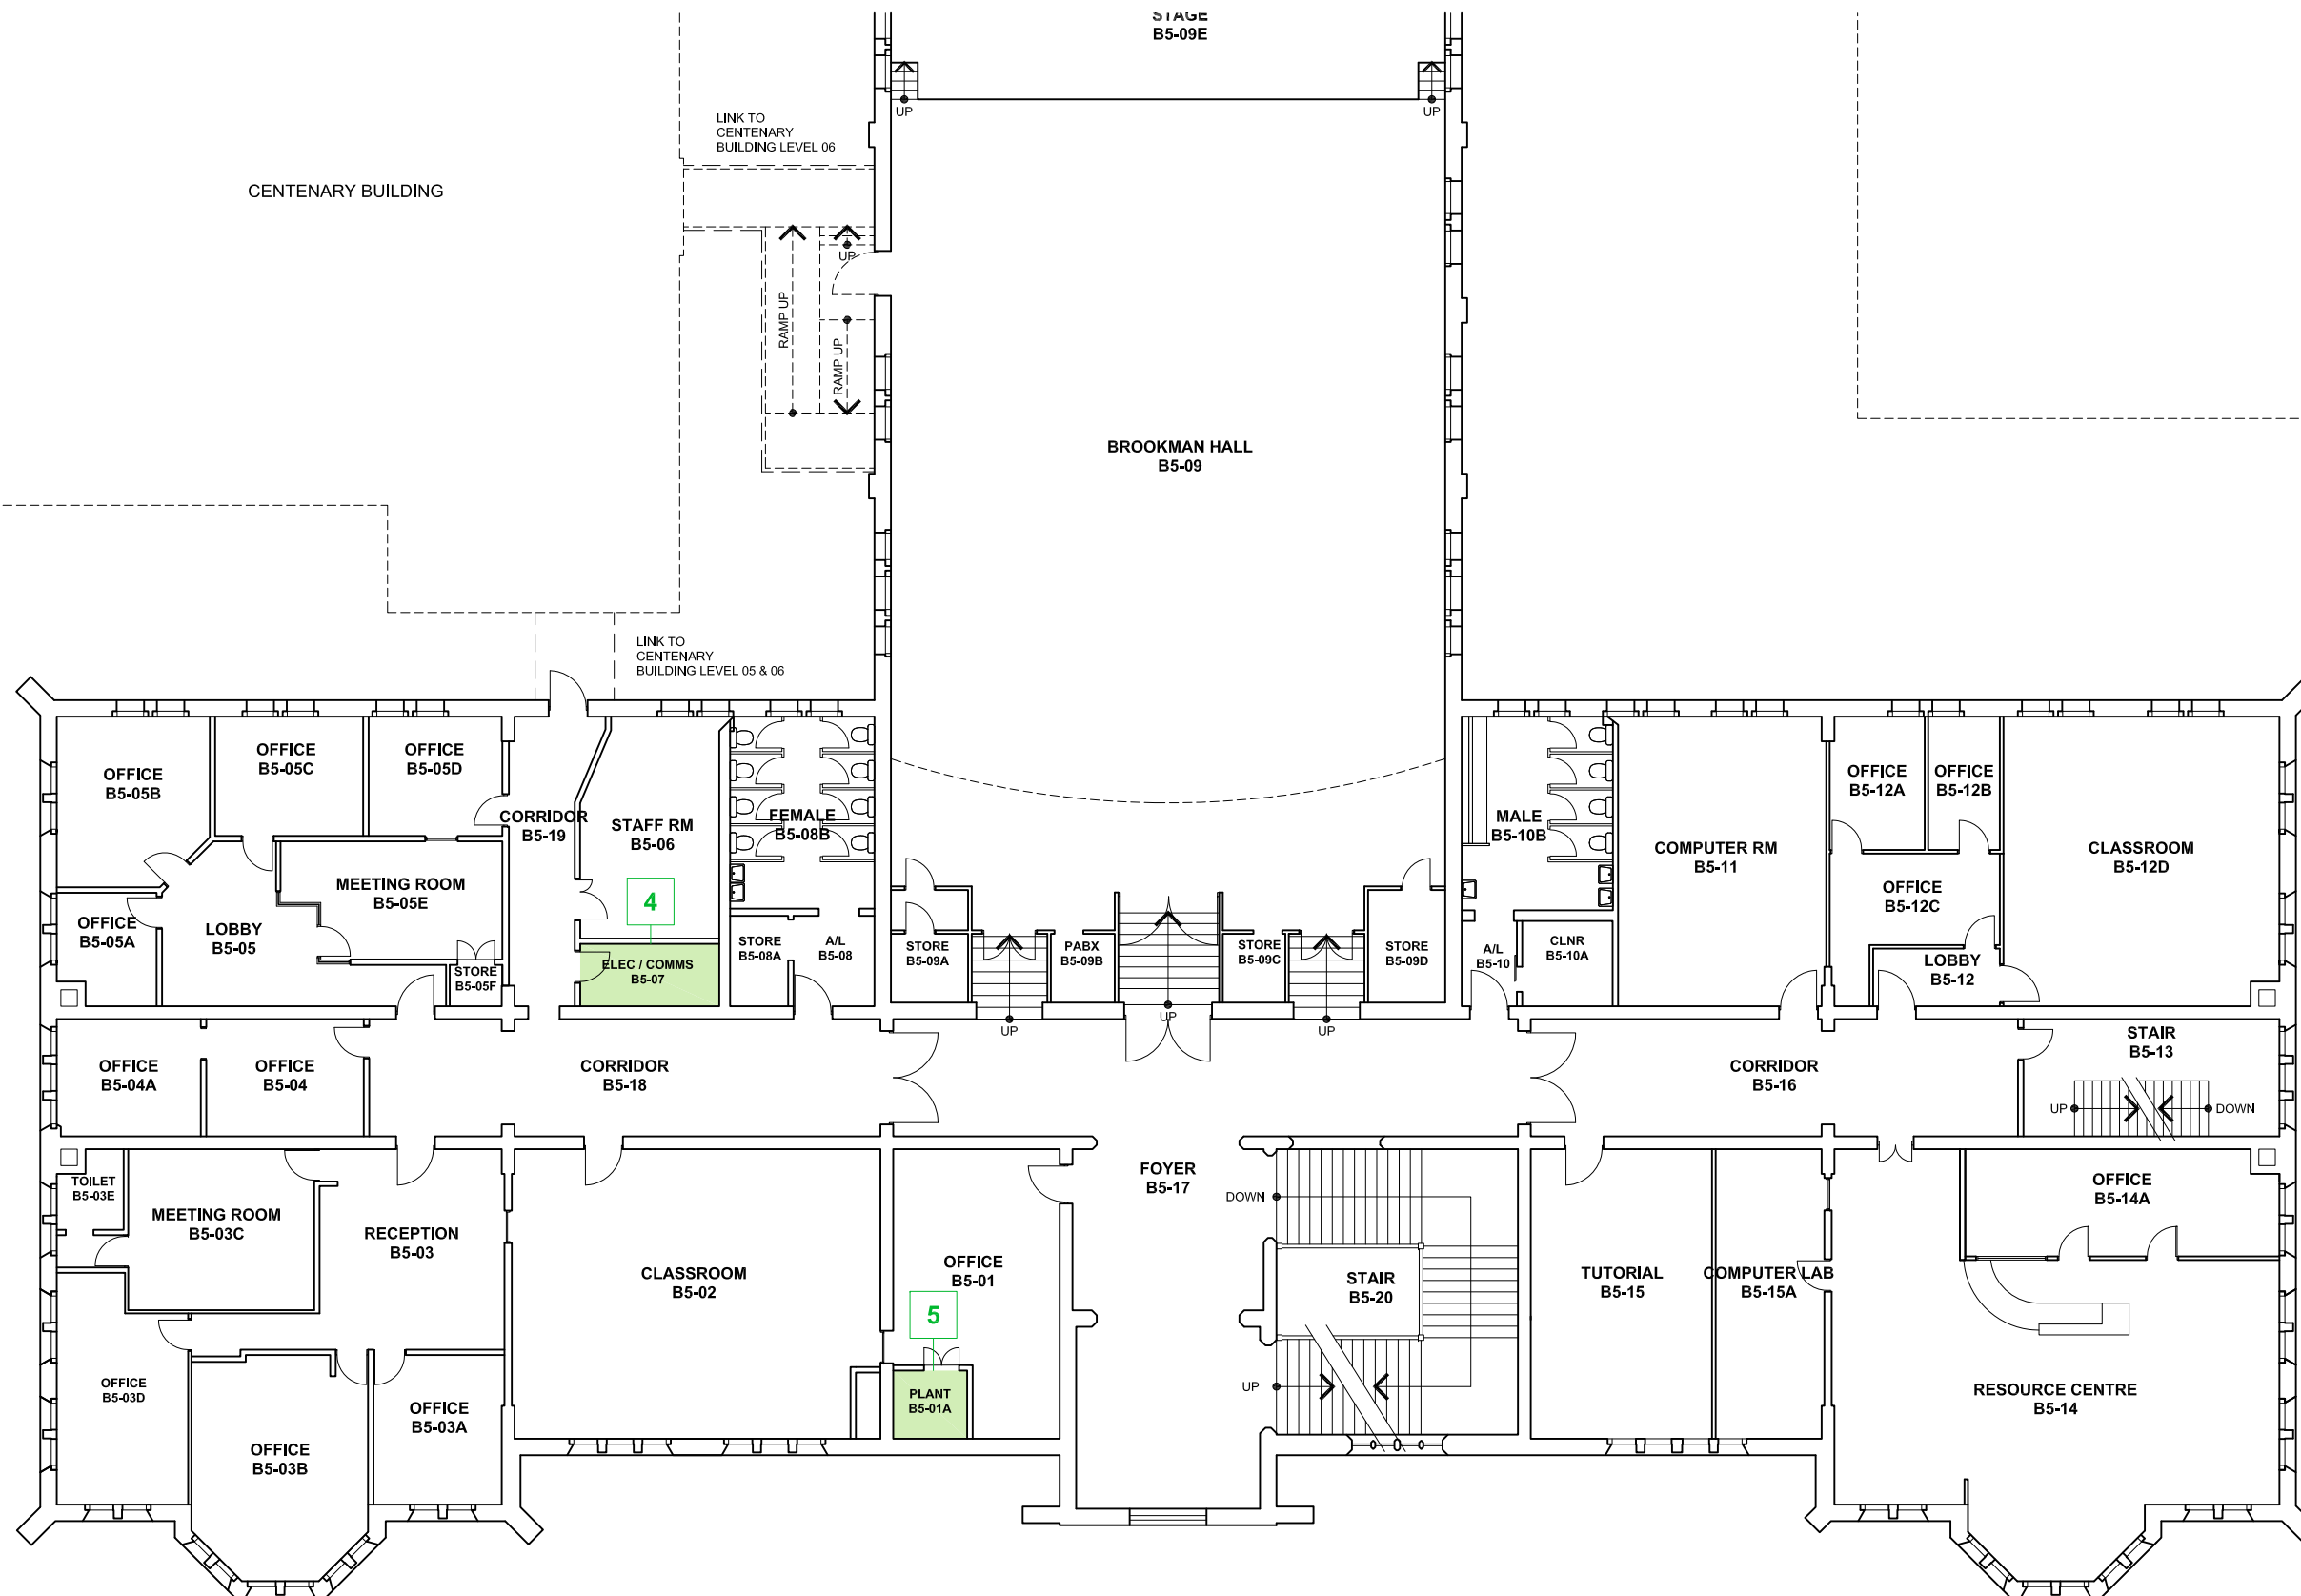 STAGE
B5-09E
UP
UP
LINK TO
CENTENARY
BUILDING LEVEL 06
CENTENARY BUILDING
UP
RAMP UP
RAMP UP
BROOKMAN HALL
B5-09
LINK TO
CENTENARY
BUILDING LEVEL 05 & 06
OFFICE
B5-05B
OFFICE
B5-05C
OFFICE
B5-05D
CORRIDOR
B5-19
STAFF RM
B5-06
FEMALE
B5-08B
MALE
B5-10B
COMPUTER RM
B5-11
OFFICE
B5-12A
OFFICE
B5-12B
CLASSROOM
B5-12D
MEETING ROOM
B5-05E
4
OFFICE
B5-12C
OFFICE
B5-05A
LOBBY
B5-05
STORE
B5-05F
ELEC / COMMS
B5-07
STORE
B5-08A
A/L
B5-08
STORE
B5-09A
PABX
B5-09B
STORE
B5-09C
STORE
B5-09D
A/L
B5-10
CLNR
B5-10A
LOBBY
B5-12
UP
UP
UP
OFFICE
B5-04A
OFFICE
B5-04
CORRIDOR
B5-18
CORRIDOR
B5-16
STAIR
B5-13
UP
DOWN
TOILET
B5-03E
MEETING ROOM
B5-03C
RECEPTION
B5-03
CLASSROOM
B5-02
OFFICE
B5-01
FOYER
B5-17
DOWN
STAIR
B5-20
UP
TUTORIAL
B5-15
COMPUTER LAB
B5-15A
OFFICE
B5-14A
5
OFFICE
B5-03D
OFFICE
B5-03B
OFFICE
B5-03A
PLANT
B5-01A
RESOURCE CENTRE
B5-14